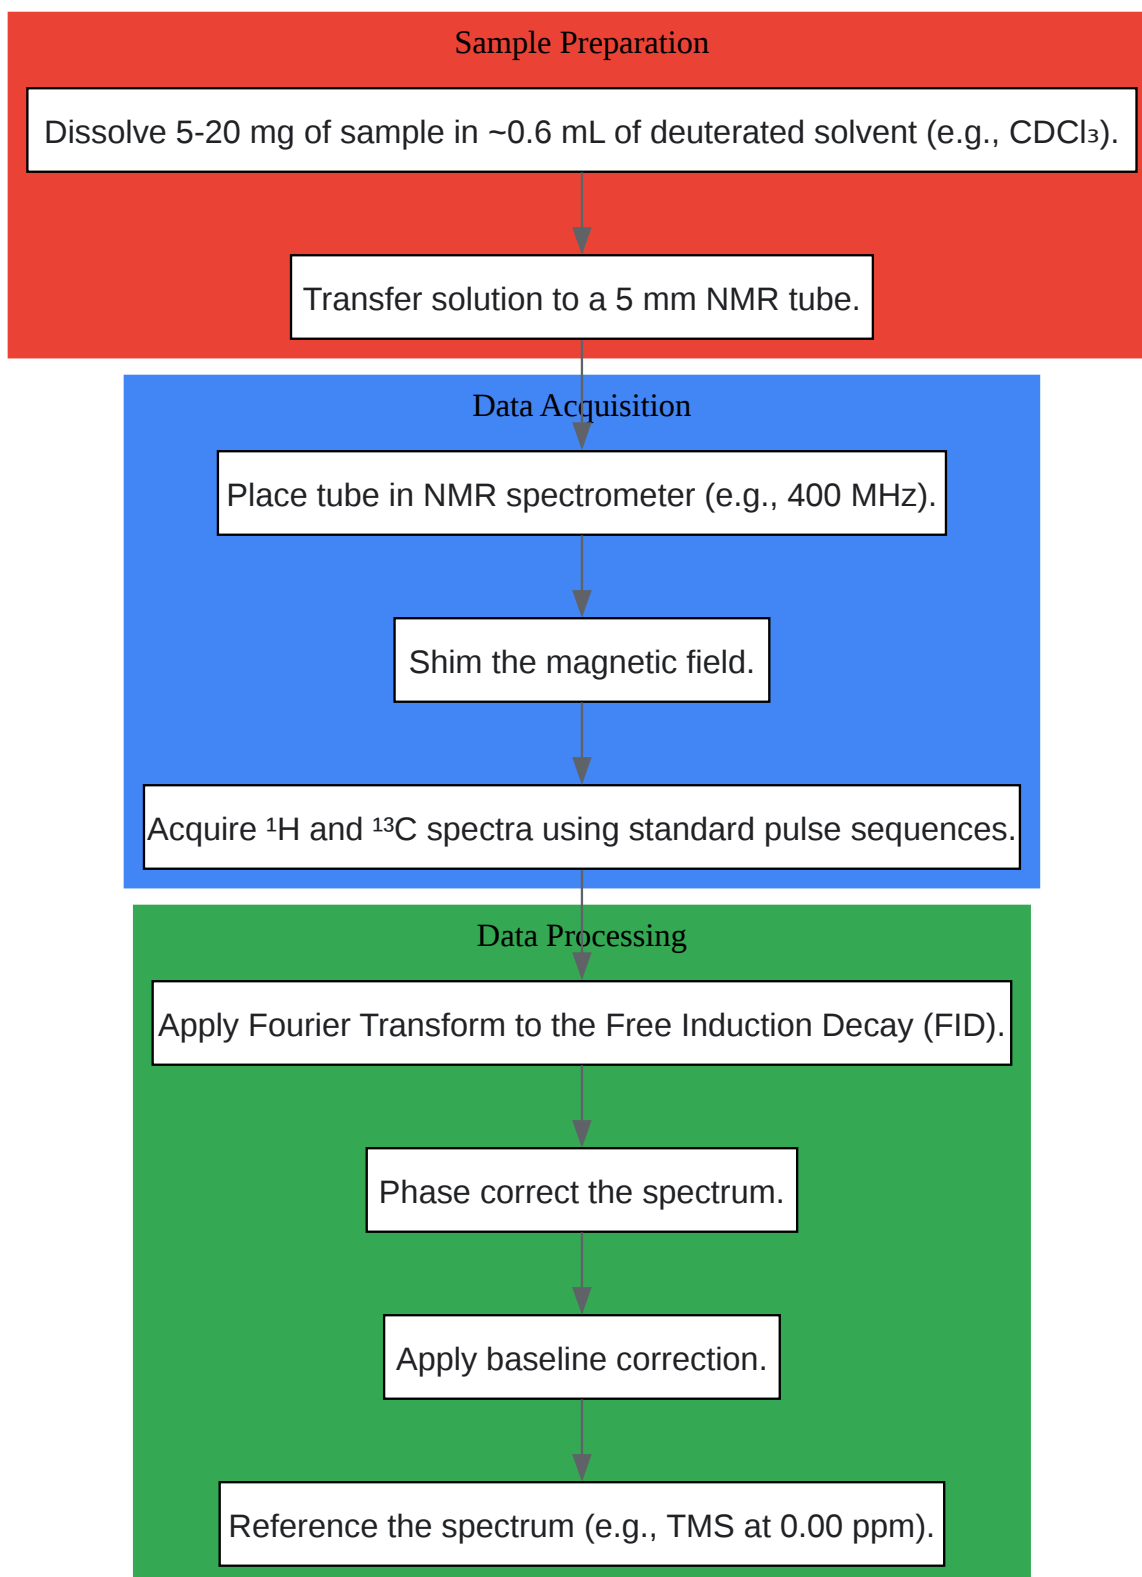 Sample Preparation
Dissolve 5-20 mg of sample in ~0.6 mL of deuterated solvent (e.g., CDCl₃).
Transfer solution to a 5 mm NMR tube.
Data Acquisition
Place tube in NMR spectrometer (e.g., 400 MHz).
Shim the magnetic field.
Acquire ¹H and ¹³C spectra using standard pulse sequences.
Data Processing
Apply Fourier Transform to the Free Induction Decay (FID).
Phase correct the spectrum.
Apply baseline correction.
Reference the spectrum (e.g., TMS at 0.00 ppm).